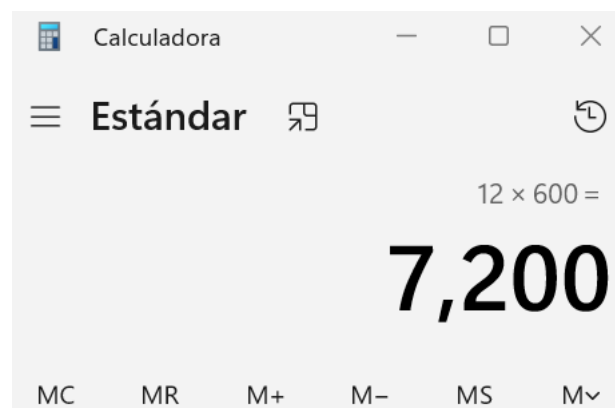 Calculadora
Estándar
12 × 600 =
7,200
MC MR M+ M− MS M˅